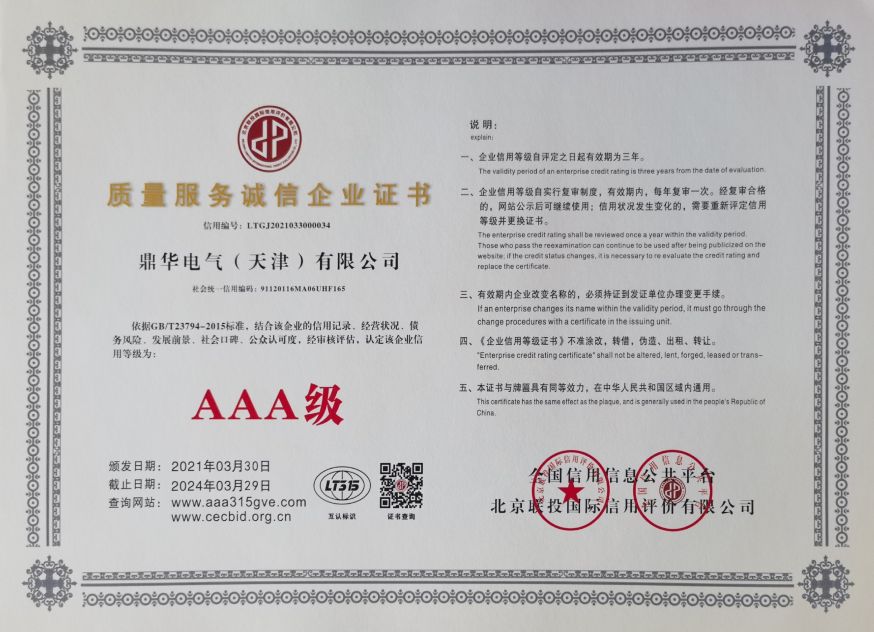 质量服务诚信企业证书
信用编号：LTGJ2021033000034
鼎华电气（天津）有限公司
社会统一信用编码：91120116MA06UHF165
依据GB/T23794-2015标准，结合该企业的信用记录、经营状况、债
务风险、发展前景、社会口碑、公众认可度，经审核评估，认定该企业信
用等级为：
AAA级
颁发日期：2021年03月30日
截止日期：2024年03月29日
查询网站：www.aaa315gve.com
www.cecbid.org.cn
LT315
互认标识
证书查询
说明：
explain:
一、企业信用等级自评定之日起有效期为三年。
The validity period of an enterprise credit rating is three years from the date of evaluation.
二、企业信用等级自实行复审制度，有效期内，每年复审一次。经复审合格
的，网站公示后可继续使用；信用状况发生变化的，需要重新评定信用
等级并更换证书。
The enterprise credit rating shall be reviewed once a year within the validity period.
Those who pass the reexamination can continue to be used after being publicized on the
website; if the credit status changes, it is necessary to re evaluate the credit rating and
replace the certificate.
三、有效期内企业改变名称的，必须持证到发证单位办理变更手续。
If an enterprise changes its name within the validity period, it must go through the
change procedures with a certificate in the issuing unit.
四、《企业信用等级证书》不准涂改，伪造、出租、转让。
"Enterprise credit rating certificate" shall not be altered, lent, forged, leased or trans-
ferred.
五、本证书与牌匾具有同等效力，在中华人民共和国区域内通用。
This certificate has the same effect as the plaque, and is generally used in the people's Republic of
China.
全国信用信息公共平台
北京联投国际信用评价有限公司